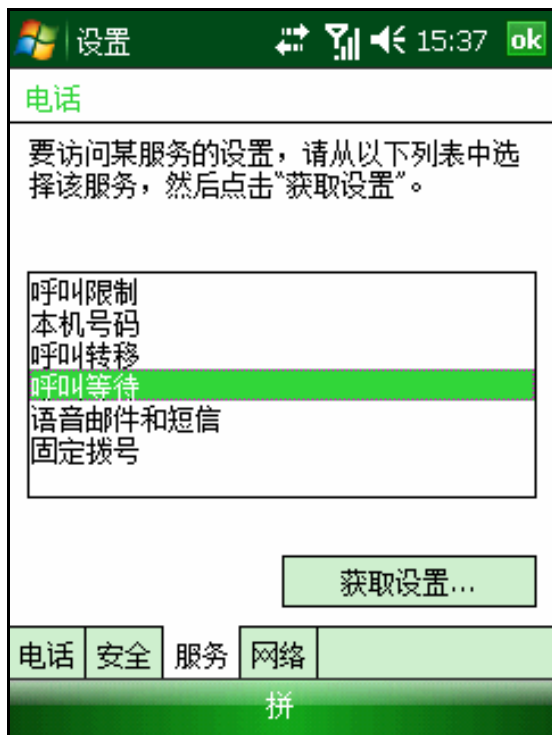 设置 15:37 ok
电话
要访问某服务的设置，请从以下列表中选
择该服务，然后点击"获取设置"。
呼叫限制
本机号码
呼叫转移
呼叫等待
语音邮件和短信
固定拨号
获取设置...
电话 安全 服务 网络
拼